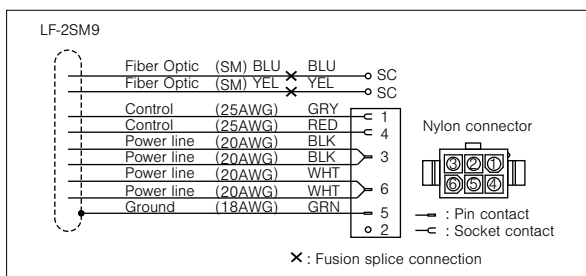 LF-2SM9
Fiber Optic (SM) BLU BLU SC
Fiber Optic (SM) YEL YEL SC
Control (25AWG) GRY 1
Control (25AWG) RED 4
Power line (20AWG) BLK
Power line (20AWG) BLK 3
Power line (20AWG) WHT
Power line (20AWG) WHT 6
Ground (18AWG) GRN 5
2
Nylon connector
3 2 1
6 5 4
: Pin contact
: Socket contact
: Fusion splice connection